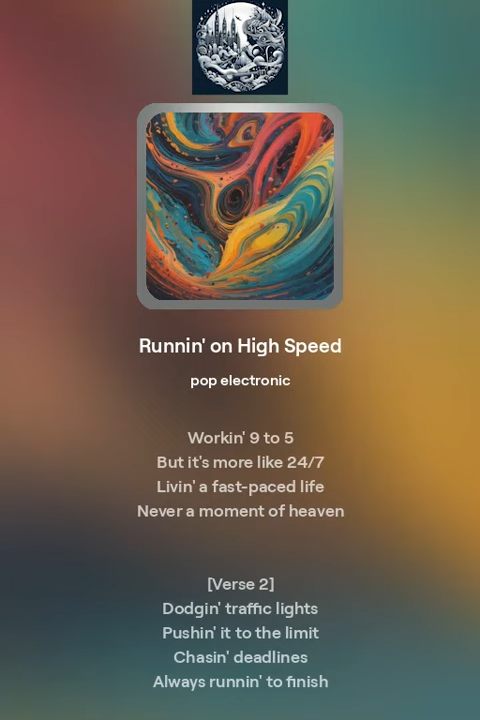 Runnin' on High Speed
pop electronic
Workin' 9 to 5
But it's more like 24/7
Livin' a fast-paced life
Never a moment of heaven
[Verse 2]
Dodgin' traffic lights
Pushin' it to the limit
Chasin' deadlines
Always runnin' to finish